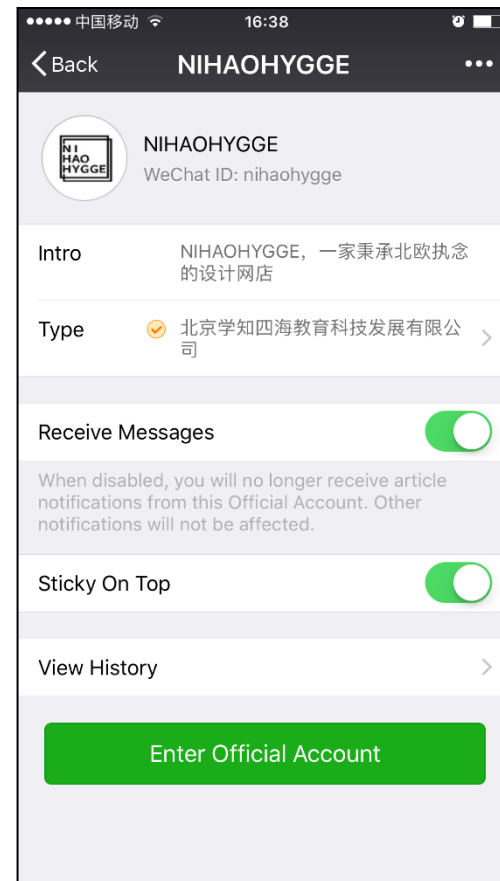 中国移动 16:38
Back NIHAOHYGGE
NI
HAO
HYGGE
NIHAOHYGGE
WeChat ID: nihaohygge
Intro NIHAOHYGGE，一家秉承北欧执念
的设计网店
Type 北京学知四海教育科技发展有限公
司
Receive Messages
When disabled, you will no longer receive article
notifications from this Official Account. Other
notifications will not be affected.
Sticky On Top
View History
Enter Official Account